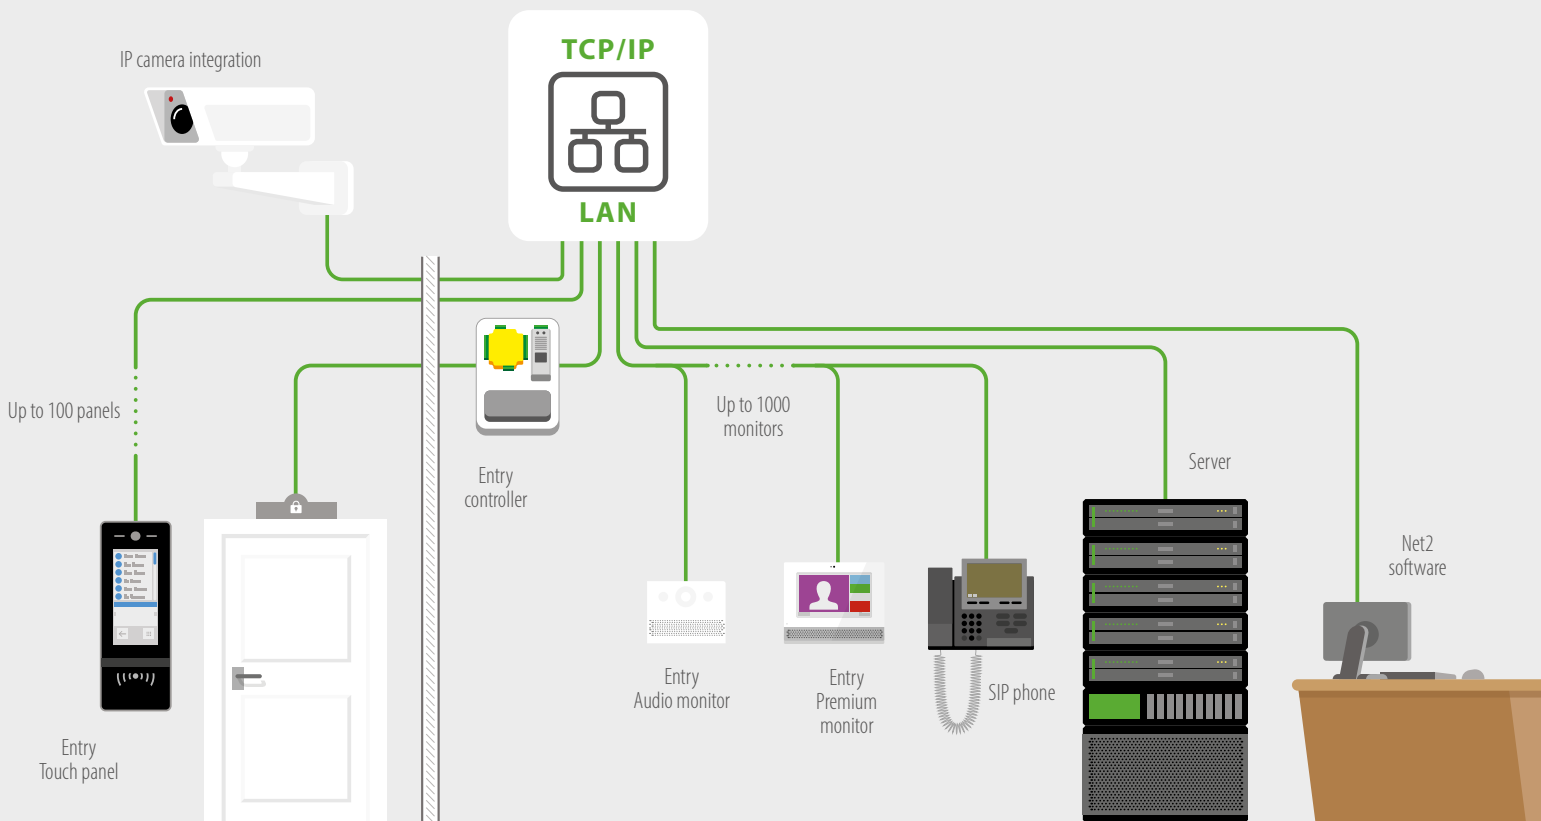 IP camera integration
TCP/IP
LAN
Up to 100 panels
Entry
controller
Up to 1000
monitors
Server
Net2
software
Entry
Audio monitor
Entry
Premium
monitor
SIP phone
Entry
Touch panel